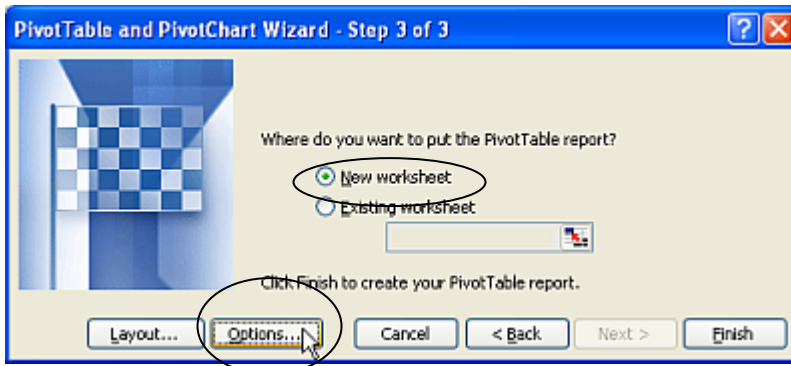 PivotTable and PivotChart Wizard - Step 3 of 3
Where do you want to put the PivotTable report?
New worksheet
Existing worksheet
Click Finish to create your PivotTable report.
Layout... Options... Cancel < Back Next > Finish